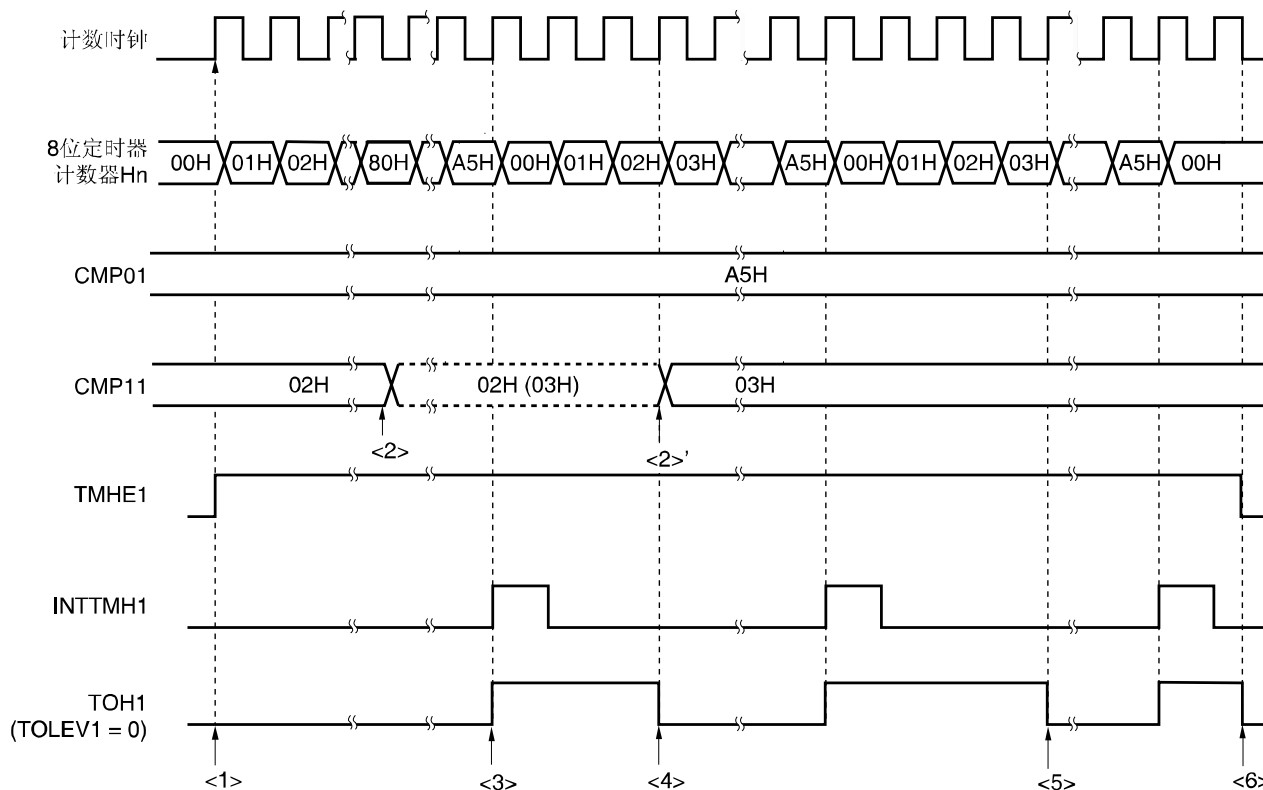 计数时钟
8位定时器
计数器Hn
00H 01H 02H 80H A5H 00H 01H 02H 03H A5H 00H 01H 02H 03H A5H 00H
CMP01
A5H
CMP11
02H 02H (03H) 03H
<2> <2>'
TMHE1
INTTMH1
TOH1
(TOLEV1 = 0)
<1> <3> <4> <5> <6>